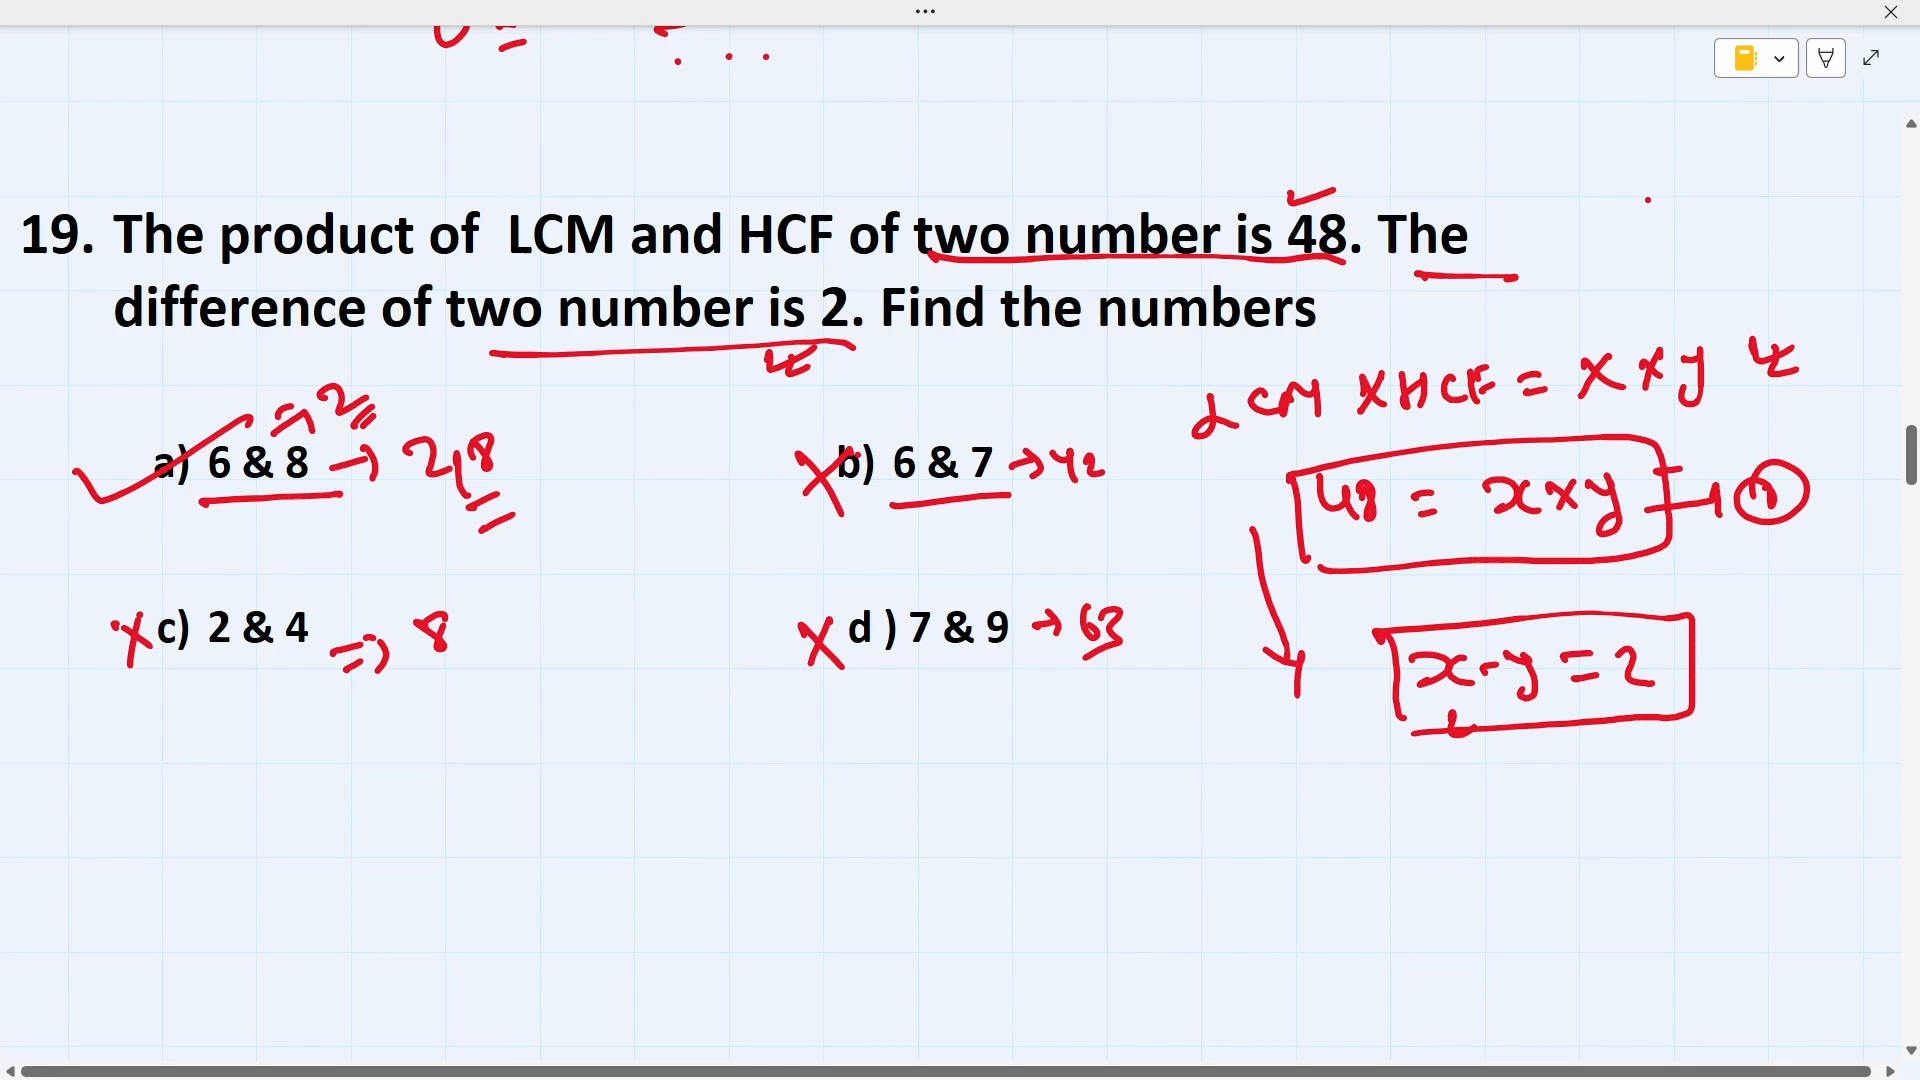 19. The product of LCM and HCF of two number is 48. The
difference of two number is 2. Find the numbers
LCM X HCF = x x y
⇒ 2
a) 6 & 8 → 48
b) 6 & 7 → 42
48 = x x y
c) 2 & 4 ⇒ 8
d ) 7 & 9 → 63
x - y = 2